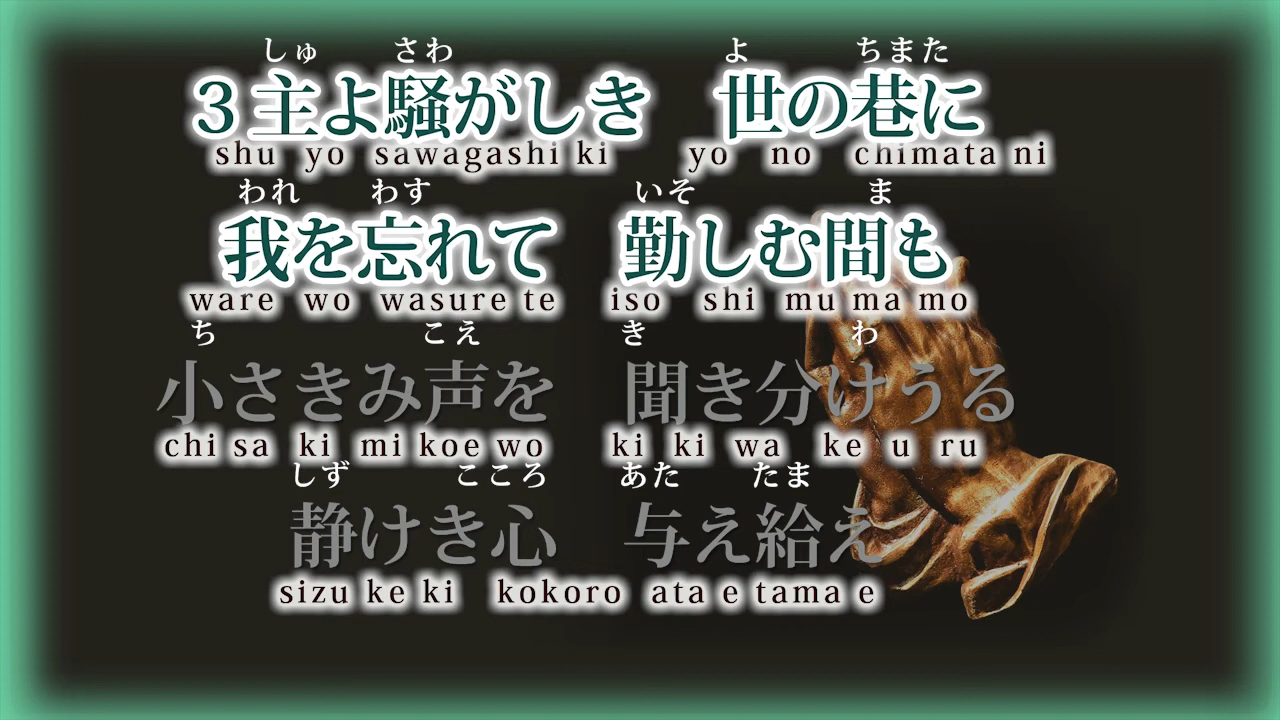 しゅ さわ よ ちまた
３主よ騒がしき 世の巷に
shu yo sawagashi ki yo no chimata ni
われ わす いそ ま
我を忘れて 勤しむ間も
ware wo wasure te iso shi mu ma mo
ち こえ き わ
小さきみ声を 聞き分けうる
chi sa ki mi koe wo ki ki wa ke u ru
しず こころ あた たま
静けき心 与え給え
sizu ke ki kokoro ata e tama e